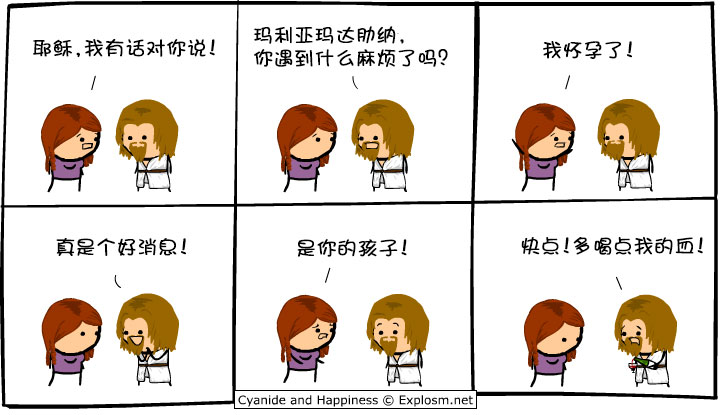 耶稣,我有话对你说!
玛利亚玛达肋纳,
你遇到什么麻烦了吗?
我怀孕了!
真是个好消息!
是你的孩子!
快点!多喝点我的血!
Cyanide and Happiness © Explosm.net